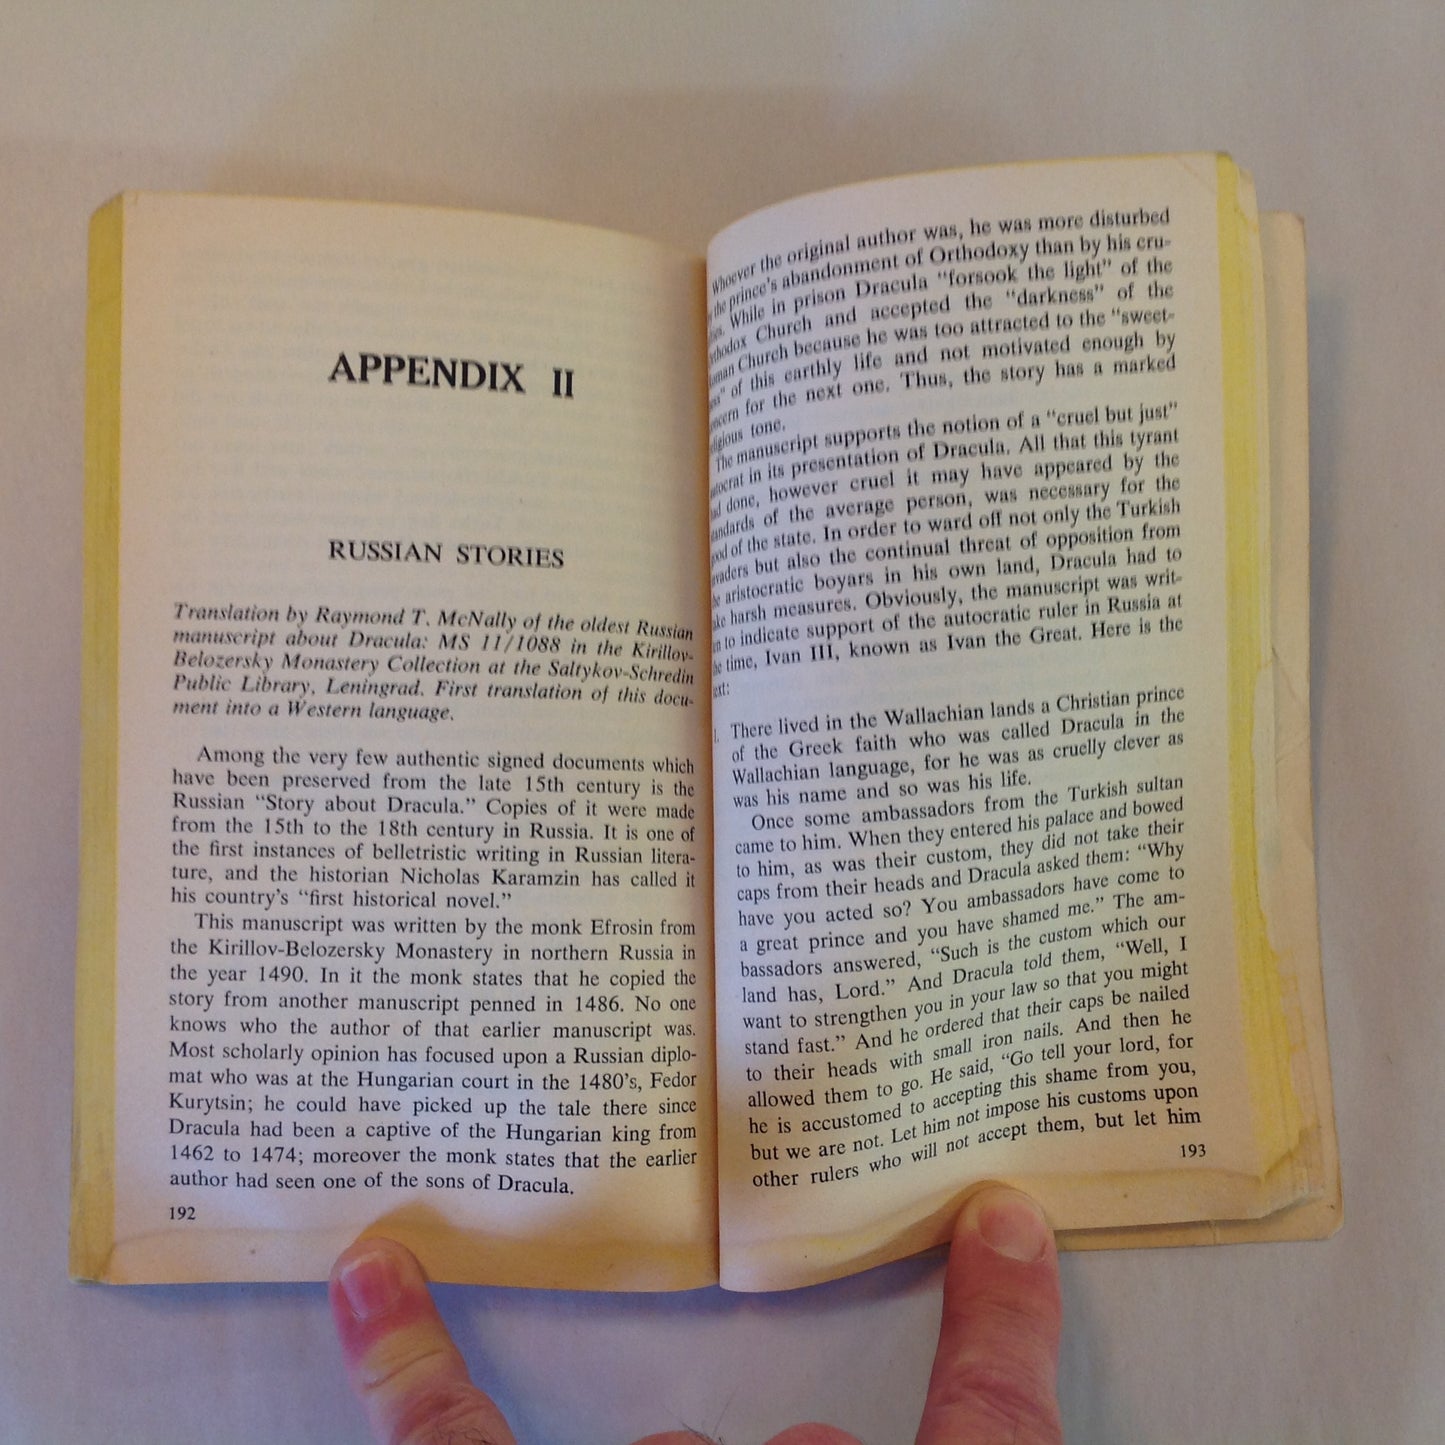 APPENDIX II
RUSSIAN STORIES
Translation by Raymond T. McNally of the oldest Russian
manuscript about Dracula: MS 11/1088 in the Kirillov-
Belozersky Monastery Collection at the Saltykov-Schredin
Public Library, Leningrad. First translation of this docu-
ment into a Western language.
Among the very few authentic signed documents which
have been preserved from the late 15th century is the
Russian “Story about Dracula.” Copies of it were made
from the 15th to the 18th century in Russia. It is one of
the first instances of belletristic writing in Russian litera-
ture, and the historian Nicholas Karamzin has called it
his country’s “first historical novel.”
This manuscript was written by the monk Efrosin from
the Kirillov-Belozersky Monastery in northern Russia in
the year 1490. In it the monk states that he copied the
story from another manuscript penned in 1486. No one
knows who the author of that earlier manuscript was.
Most scholarly opinion has focused upon a Russian diplo-
mat who was at the Hungarian court in the 1480’s, Fedor
Kurytsin; he could have picked up the tale there since
Dracula had been a captive of the Hungarian king from
1462 to 1474; moreover the monk states that the earlier
author had seen one of the sons of Dracula.
192
Whoever the original author was, he was more disturbed
the prince’s abandonment of Orthodoxy than by his cru-
While in prison Dracula “forsook the light” of the
Church and accepted the “darkness” of the
Church because he was too attracted to the “sweet-
of this earthly life and not motivated enough by
for the next one. Thus, the story has a marked
tone.
The manuscript supports the notion of a “cruel but just”
in its presentation of Dracula. All that this tyrant
done, however cruel it may have appeared by the
of the average person, was necessary for the
of the state. In order to ward off not only the Turkish
but also the continual threat of opposition from
aristocratic boyars in his own land, Dracula had to
harsh measures. Obviously, the manuscript was writ-
to indicate support of the autocratic ruler in Russia at
time, Ivan III, known as Ivan the Great. Here is the
There lived in the Wallachian lands a Christian prince
of the Greek faith who was called Dracula in the
Wallachian language, for he was as cruelly clever as
was his name and so was his life.
Once some ambassadors from the Turkish sultan
came to him. When they entered his palace and bowed
to him, as was their custom, they did not take their
caps from their heads and Dracula asked them: “Why
have you acted so? You ambassadors have come to
a great prince and you have shamed me.” The am-
bassadors answered, “Such is the custom which our
land has, Lord.” And Dracula told them, “Well, I
want to strengthen you in your law so that you might
stand fast.” And he ordered that their caps be nailed
to their heads with small iron nails. And then he
allowed them to go. He said, “Go tell your lord, for
he is accustomed to accepting this shame from you,
but we are not. Let him not impose his customs upon
other rulers who will not accept them, but let him
193